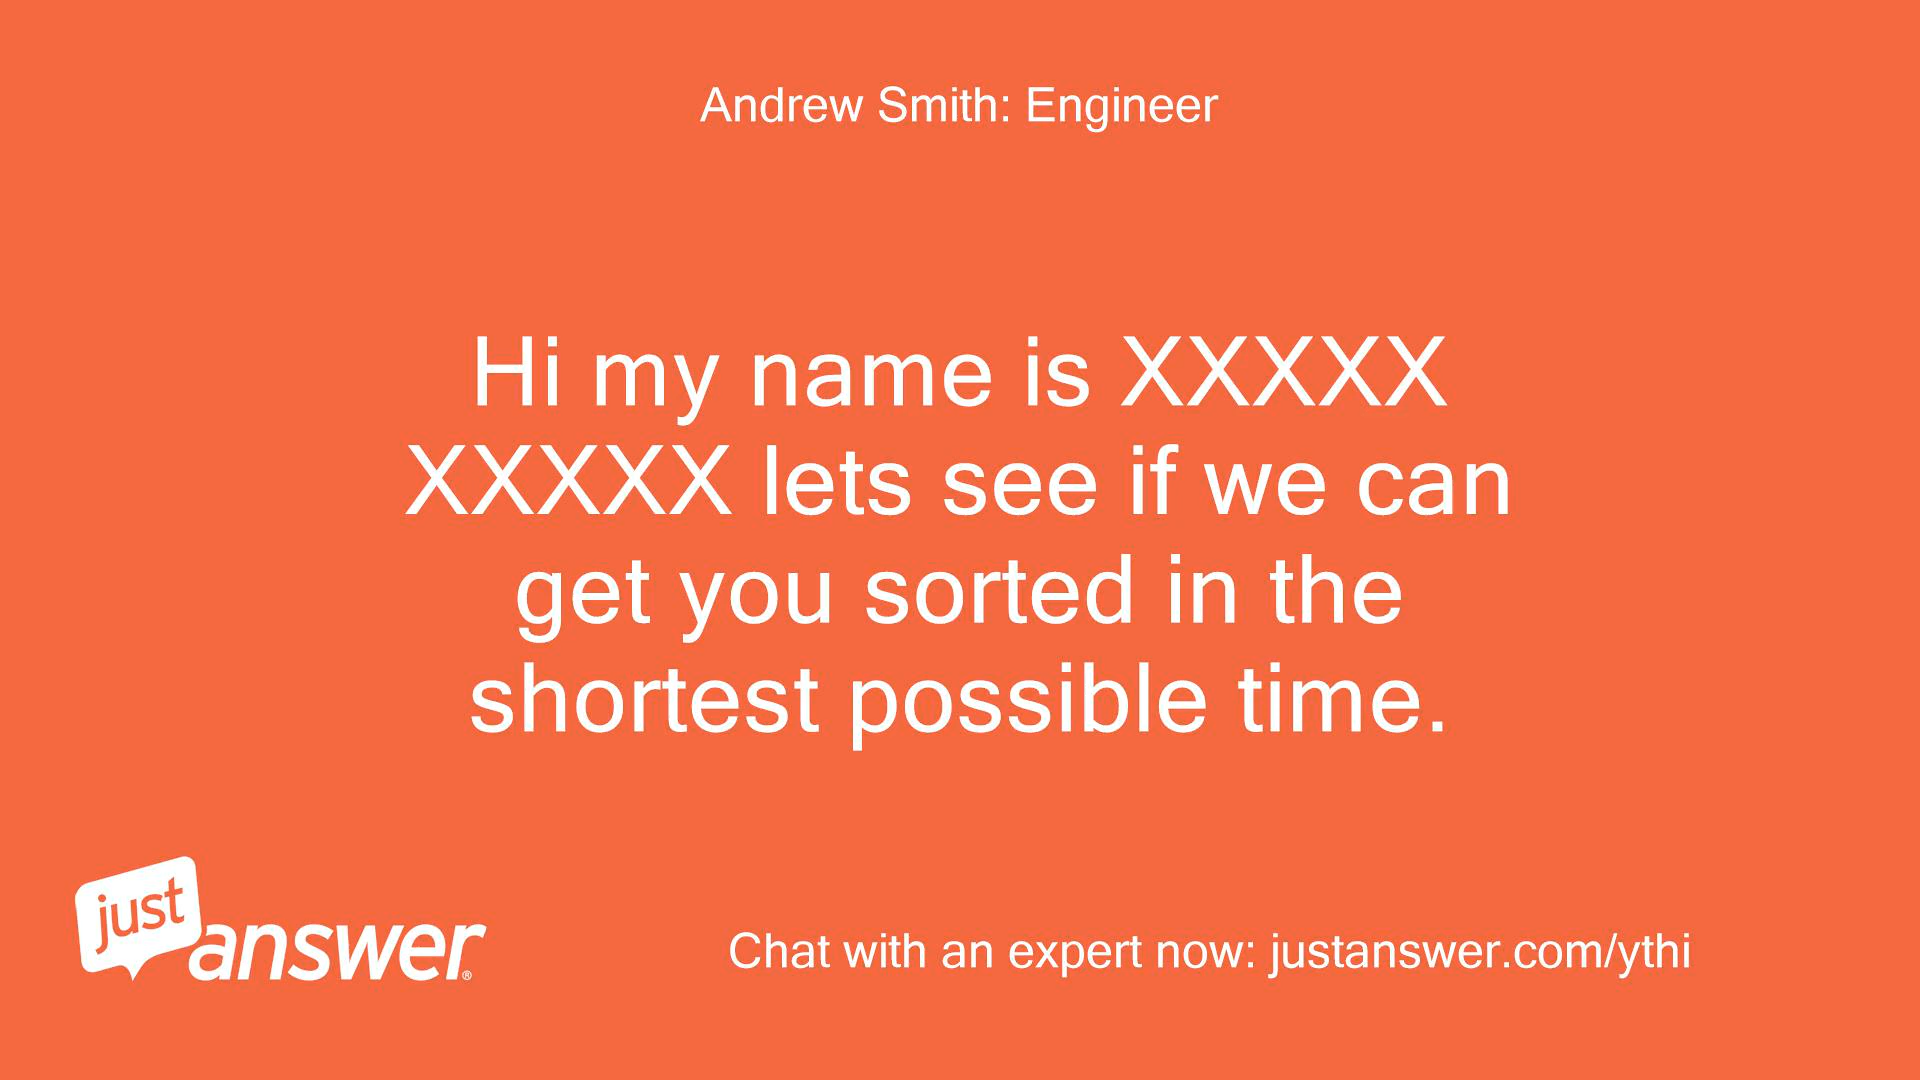 Andrew Smith: Engineer
Hi my name is XXXXX
XXXXX lets see if we can
get you sorted in the
shortest possible time.
just
answer®
Chat with an expert now: justanswer.com/ythi